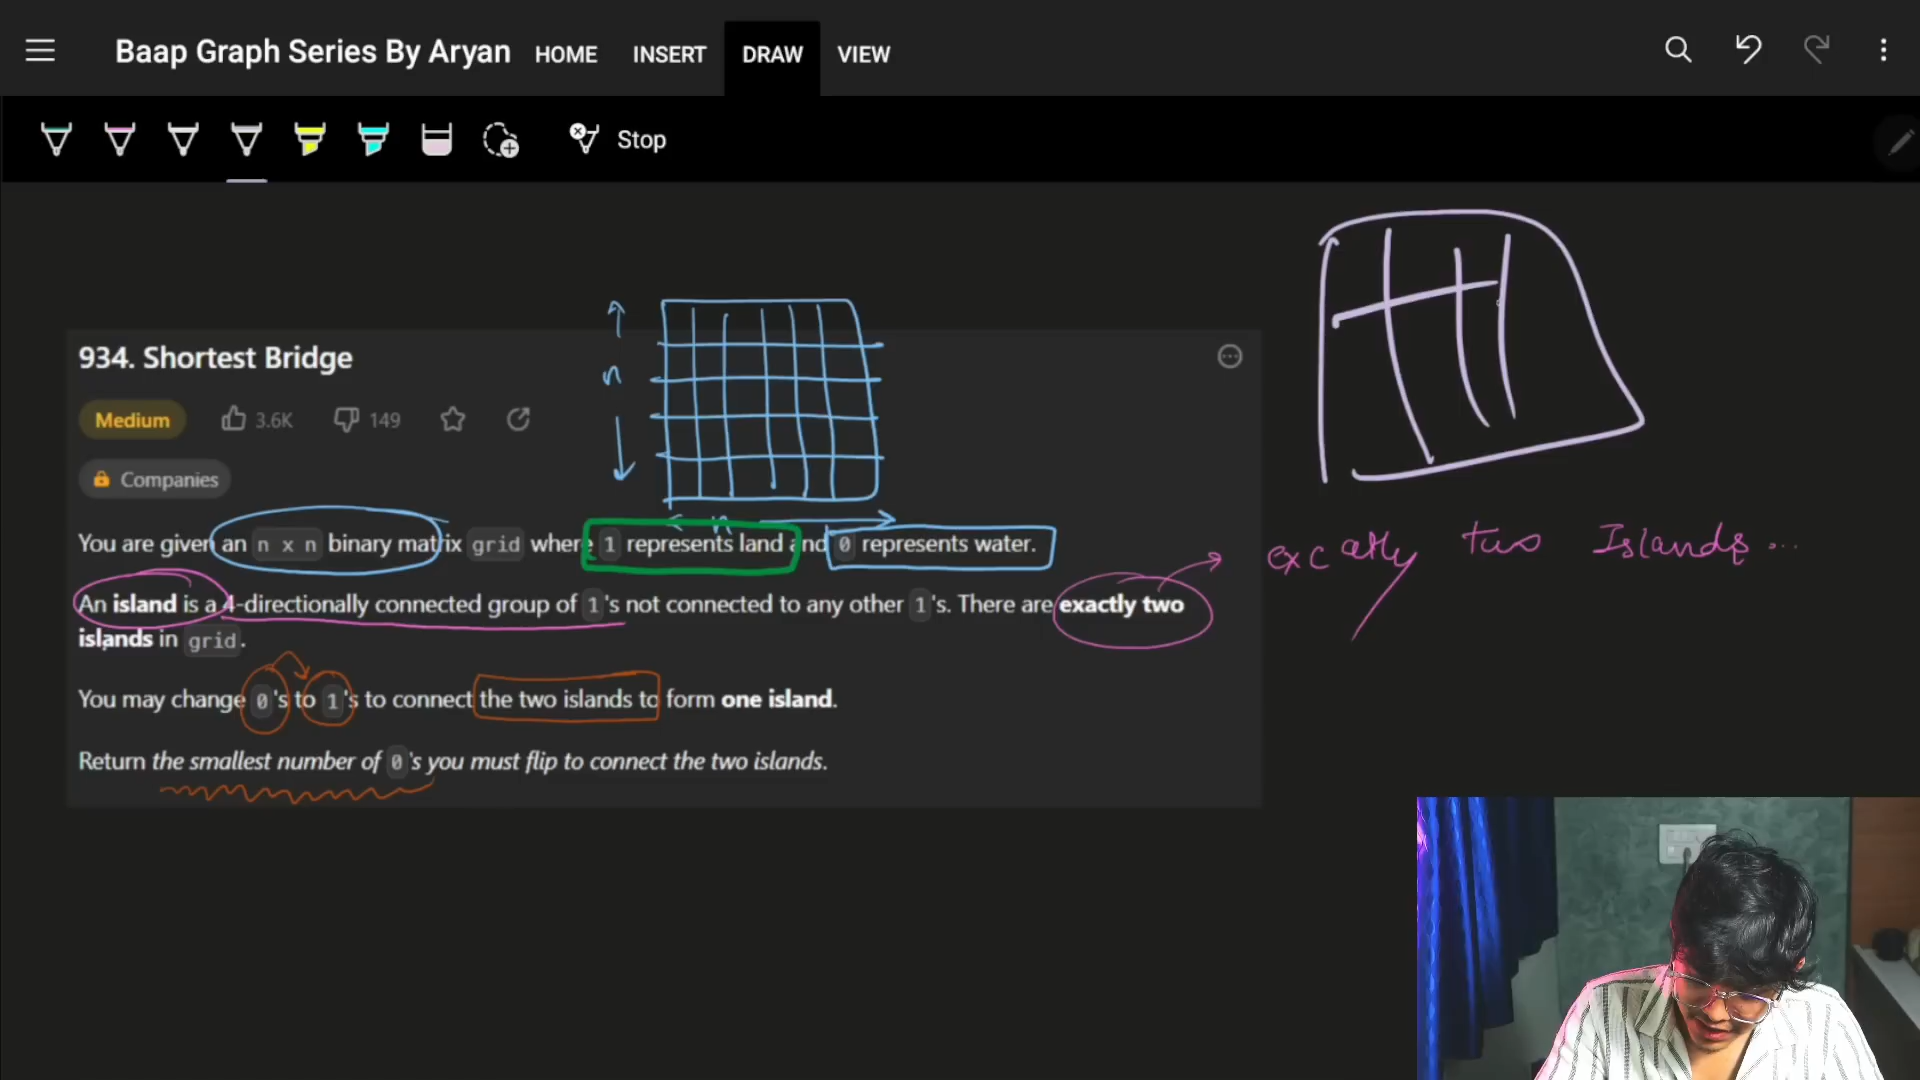 Baap Graph Series By Aryan HOME INSERT DRAW VIEW
Stop
934. Shortest Bridge
Medium 3.6K 149
Companies
n
n
You are given an n x n binary matrix grid where 1 represents land and 0 represents water.
An island is a 4-directionally connected group of 1's not connected to any other 1's. There are exactly two
islands in grid.
You may change 0's to 1's to connect the two islands to form one island.
Return the smallest number of 0's you must flip to connect the two islands.
excatly two Islands...